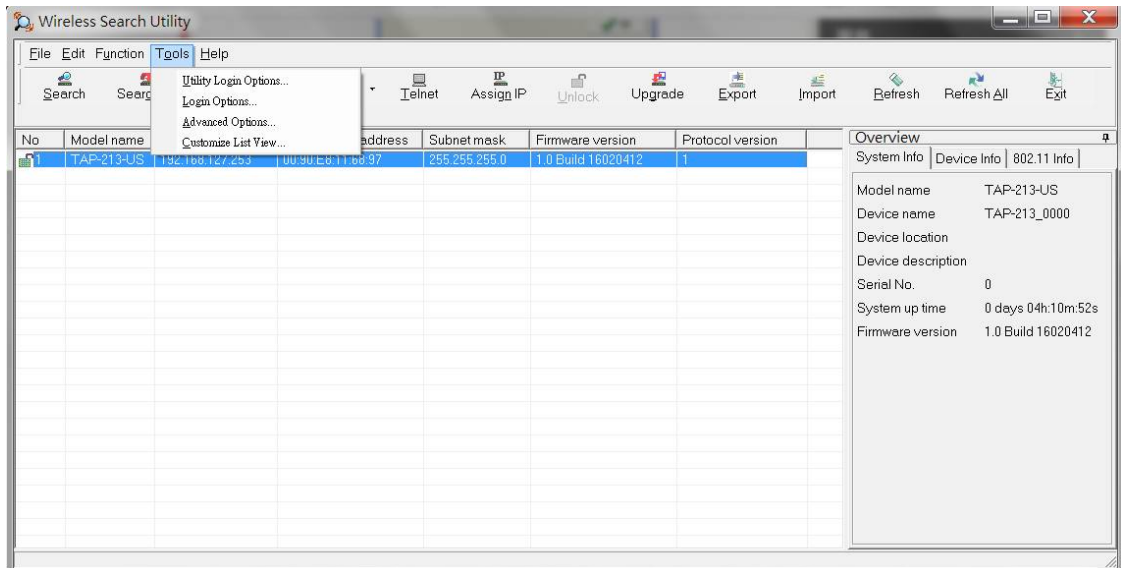 Wireless Search Utility
File Edit Function Tools Help
Search Searc Telnet Assign IP Unlock Upgrade Export Import Refresh Refresh All Exit
Utility Login Options...
Login Options...
Advanced Options...
Customize List View...
No Model name address Subnet mask Firmware version Protocol version
1 TAP-213-US 192.168.127.253 00:90:E8:11:68:97 255.255.255.0 1.0 Build 16020412 1
Overview
System Info Device Info 802.11 Info
Model name TAP-213-US
Device name TAP-213_0000
Device location
Device description
Serial No. 0
System up time 0 days 04h:10m:52s
Firmware version 1.0 Build 16020412